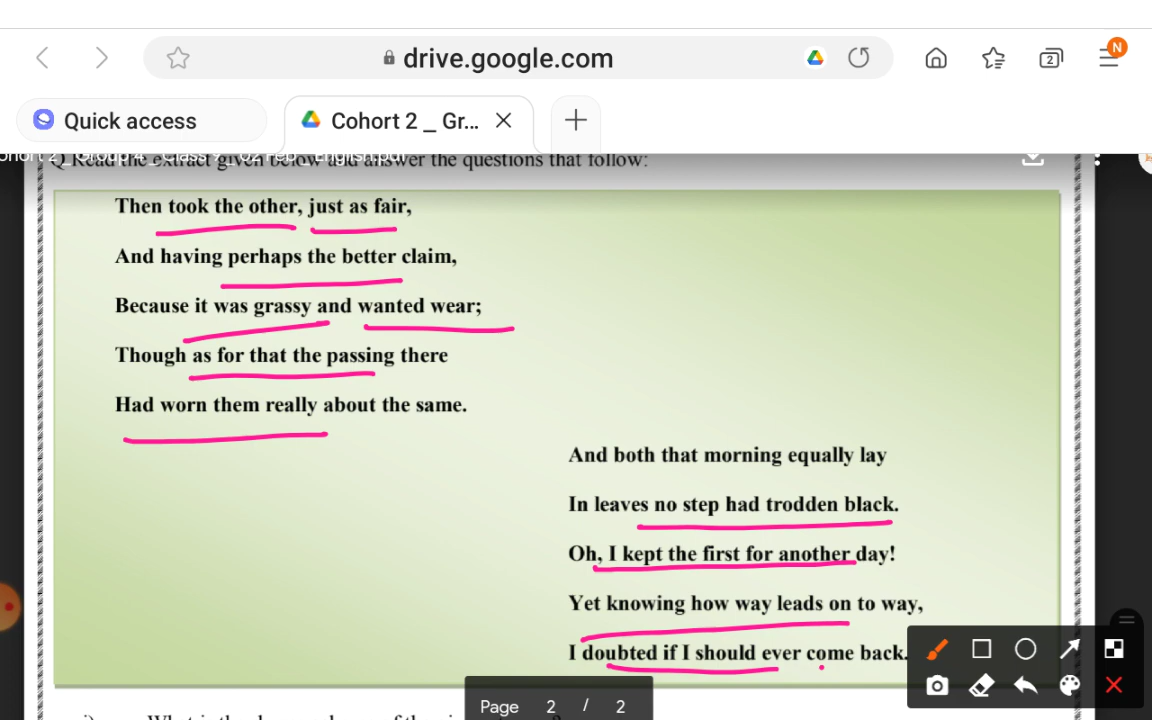 drive.google.com
2
N
Quick access
Cohort 2 _ Gr...
Q Read the extract given below and answer the questions that follow:
Then took the other, just as fair,
And having perhaps the better claim,
Because it was grassy and wanted wear;
Though as for that the passing there
Had worn them really about the same.
And both that morning equally lay
In leaves no step had trodden black.
Oh, I kept the first for another day!
Yet knowing how way leads on to way,
I doubted if I should ever come back.
Page 2 / 2